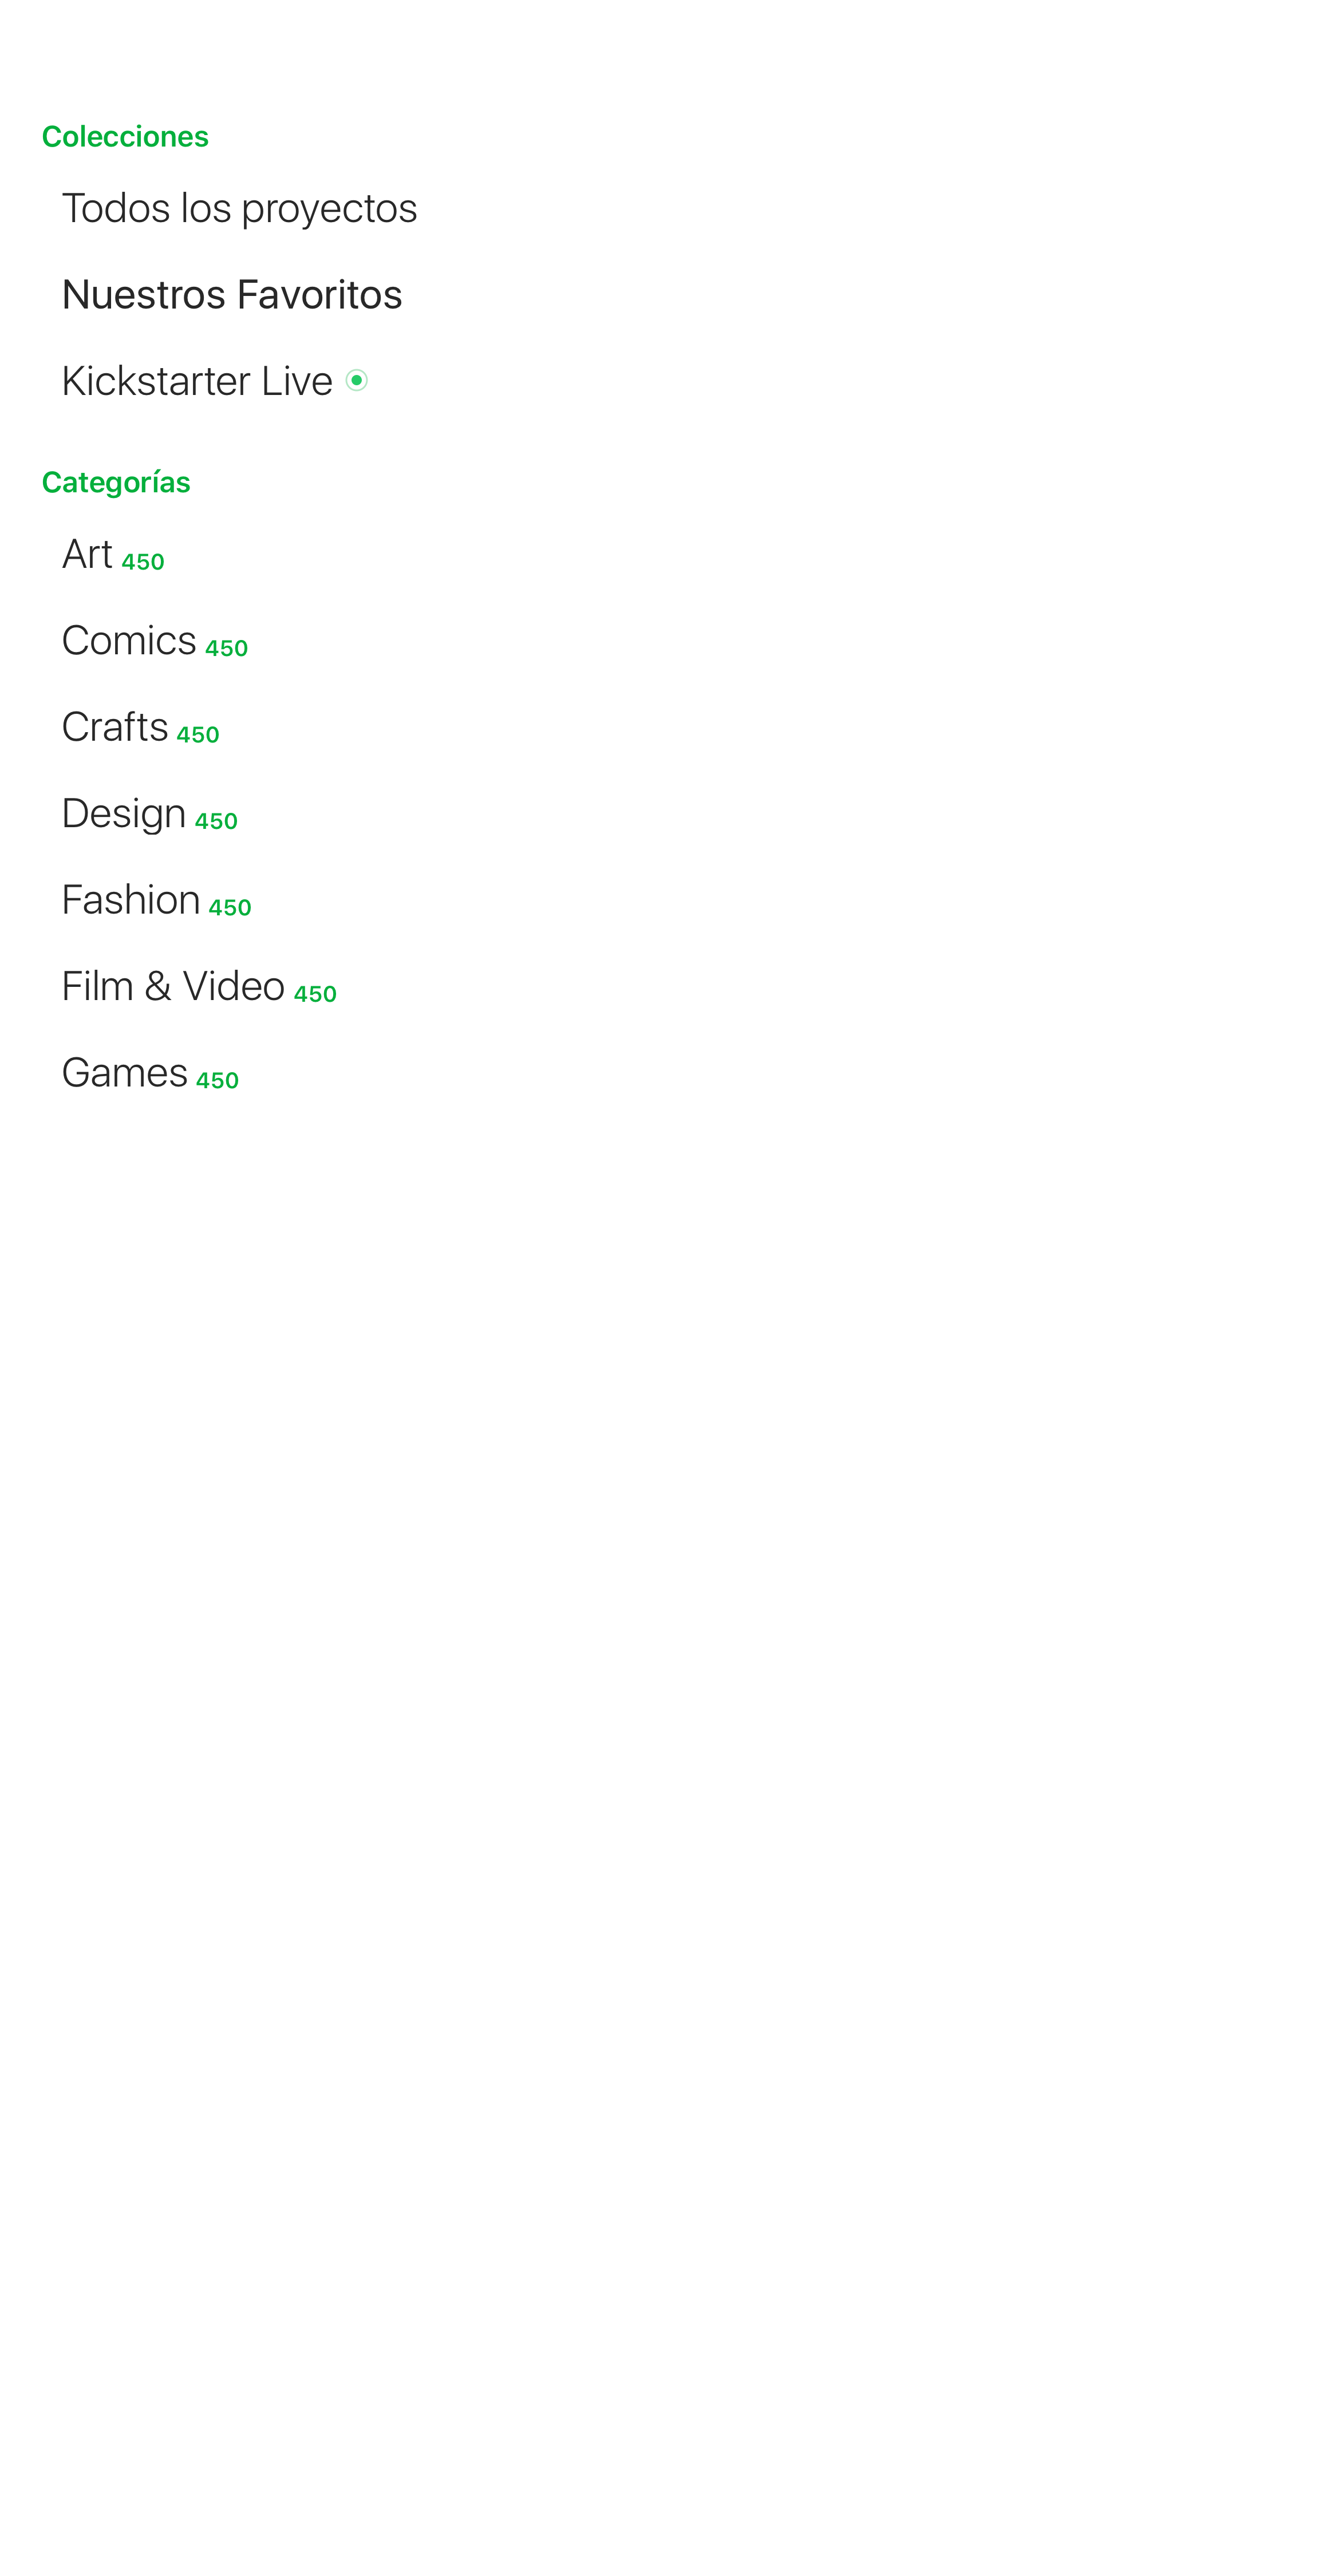 Colecciones
Todos los proyectos
Nuestros Favoritos
Kickstarter Live
Categorías
Art 450
Comics 450
Crafts 450
Design 450
Fashion 450
Film & Video 450
Games 450